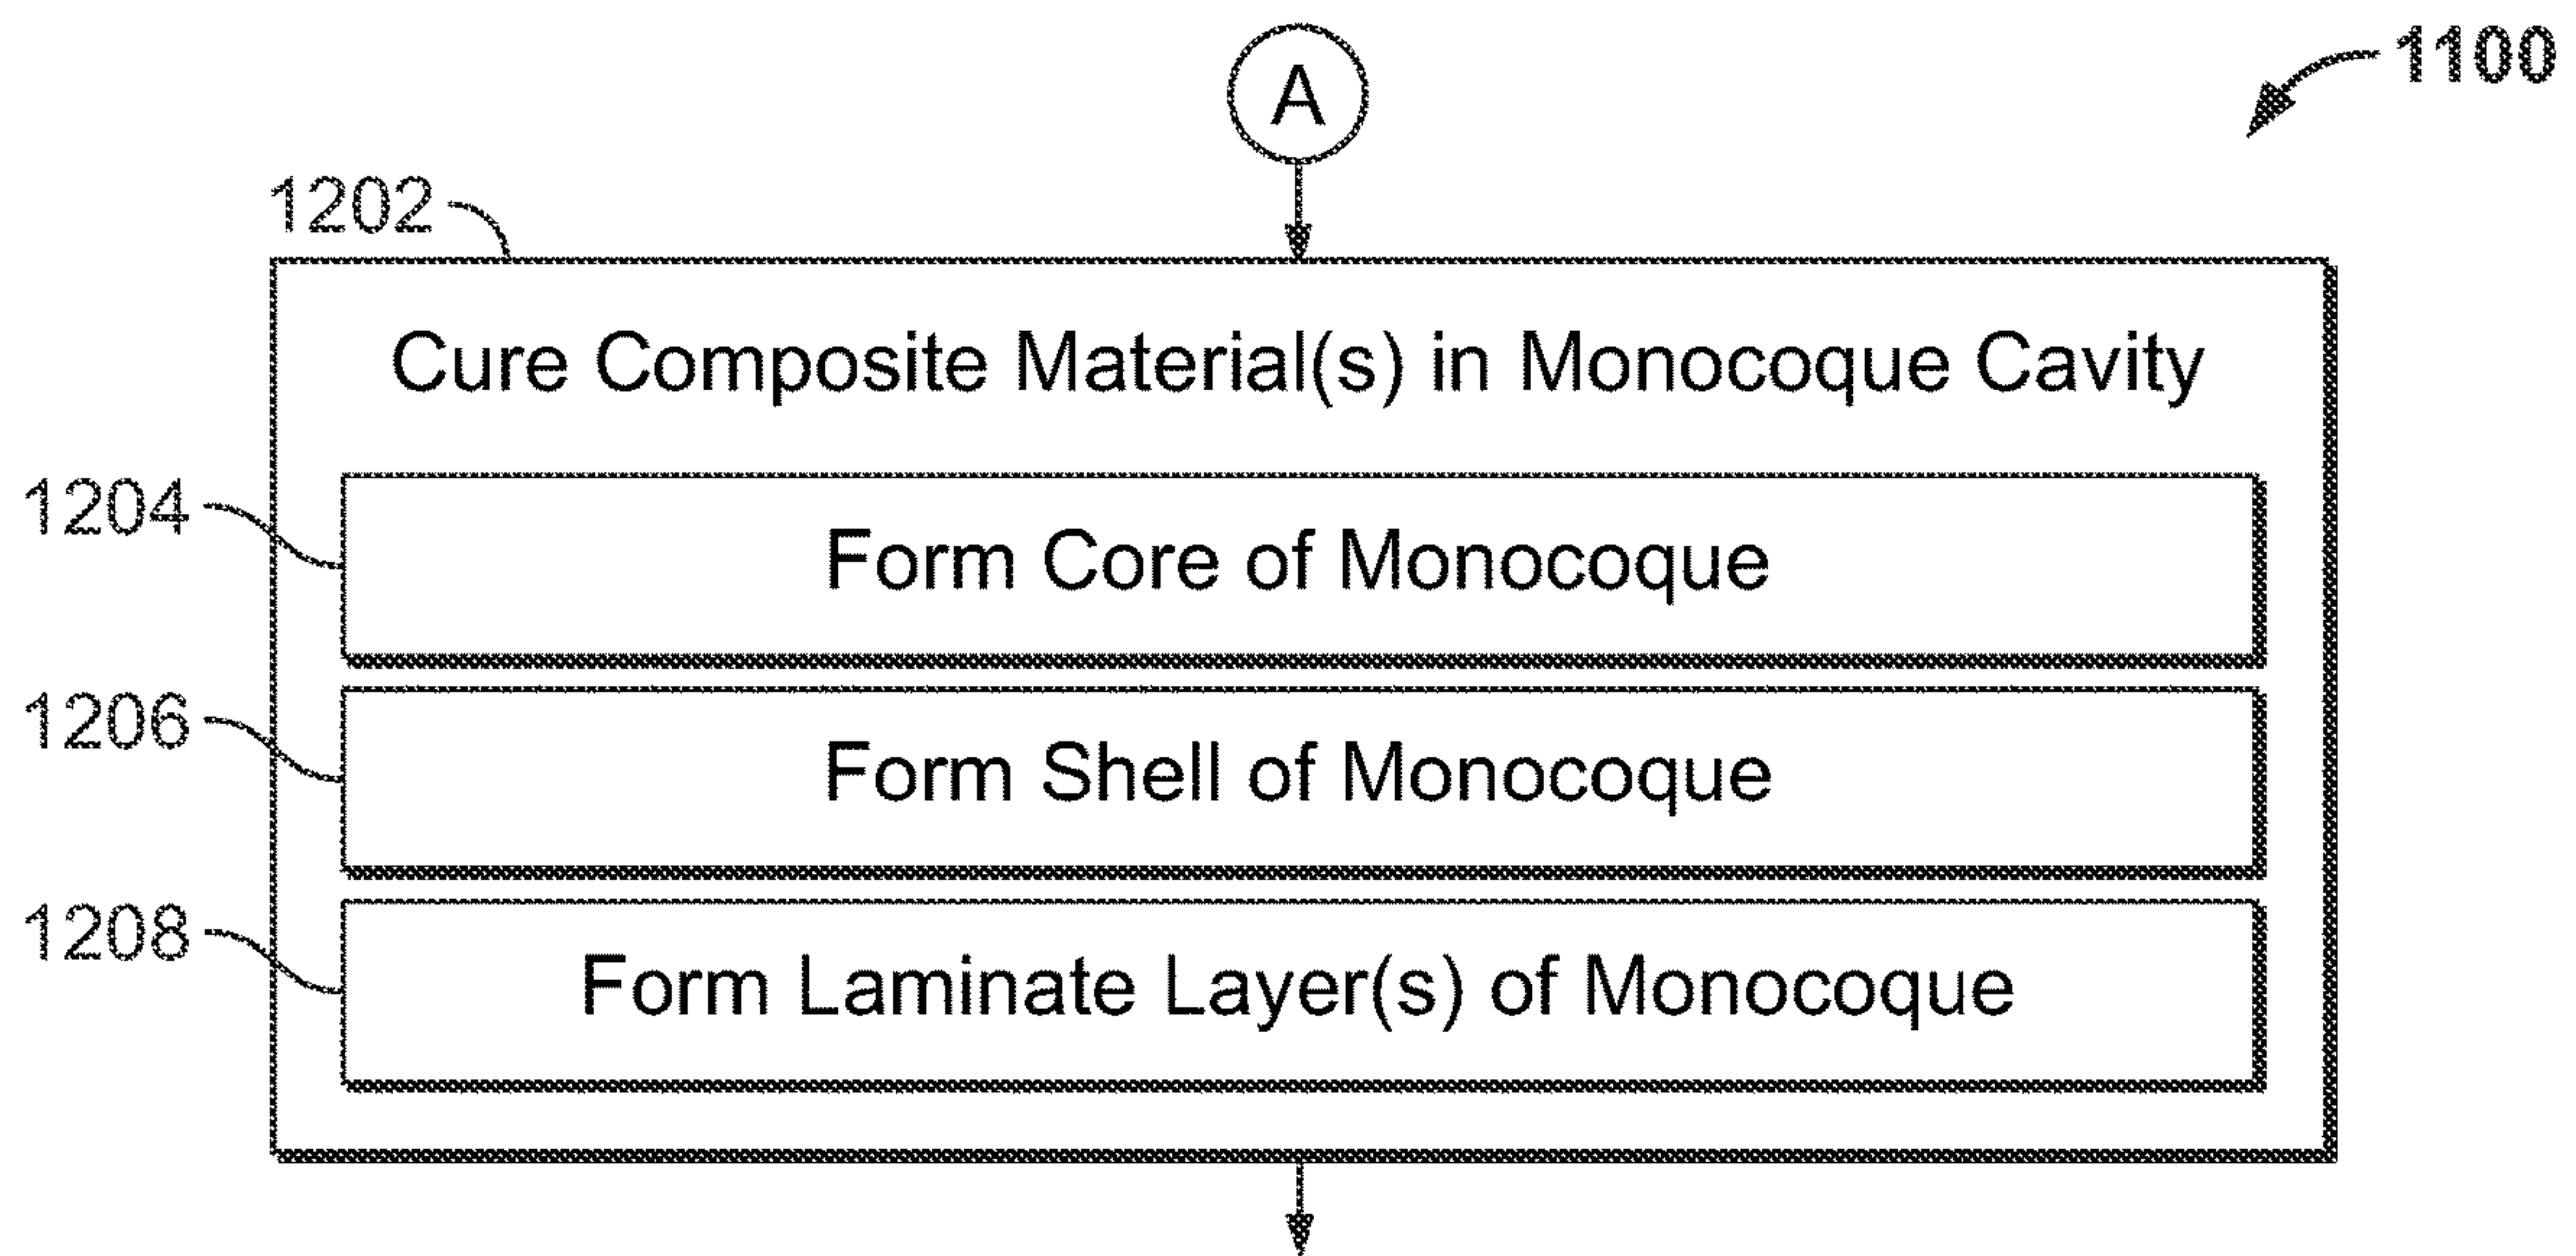 A
1100
1202
Cure Composite Material(s) in Monocoque Cavity
1204
Form Core of Monocoque
1206
Form Shell of Monocoque
1208
Form Laminate Layer(s) of Monocoque